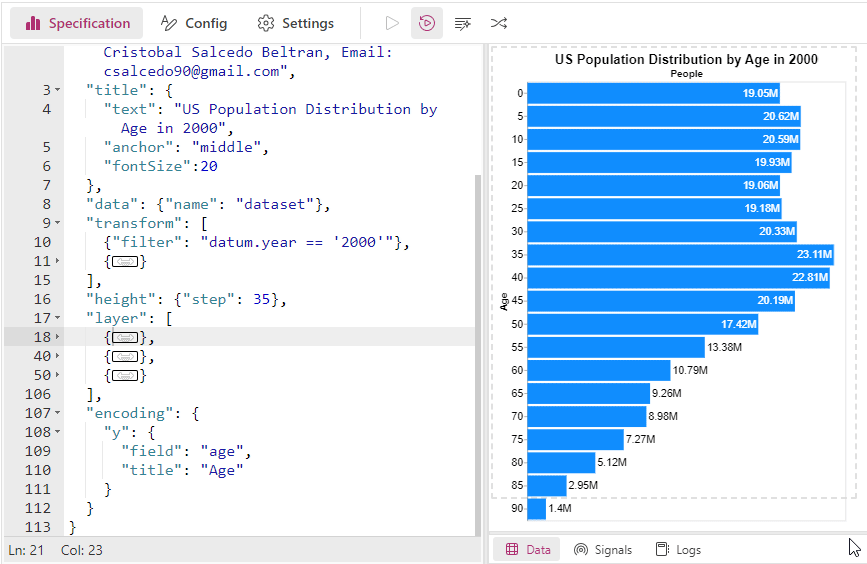 Specification Config Settings
Cristobal Salcedo Beltran, Email:
csalcedo90@gmail.com",
3 "title": {
4 "text": "US Population Distribution by
Age in 2000",
5 "anchor": "middle",
6 "fontSize":20
7 },
8 "data": {"name": "dataset"},
9 "transform": [
10 {"filter": "datum.year == '2000'"},
11 {}
15 ],
16 "height": {"step": 35},
17 "layer": [
18 {},
40 {},
50 {}
106 ],
107 "encoding": {
108 "y": {
109 "field": "age",
110 "title": "Age"
111 }
112 }
113 }
Ln: 21 Col: 23
US Population Distribution by Age in 2000
People
Age
0 19.05M
5 20.62M
10 20.59M
15 19.93M
20 19.06M
25 19.18M
30 20.33M
35 23.11M
40 22.81M
45 20.19M
50 17.42M
55 13.38M
60 10.79M
65 9.26M
70 8.98M
75 7.27M
80 5.12M
85 2.95M
90 1.4M
Data Signals Logs